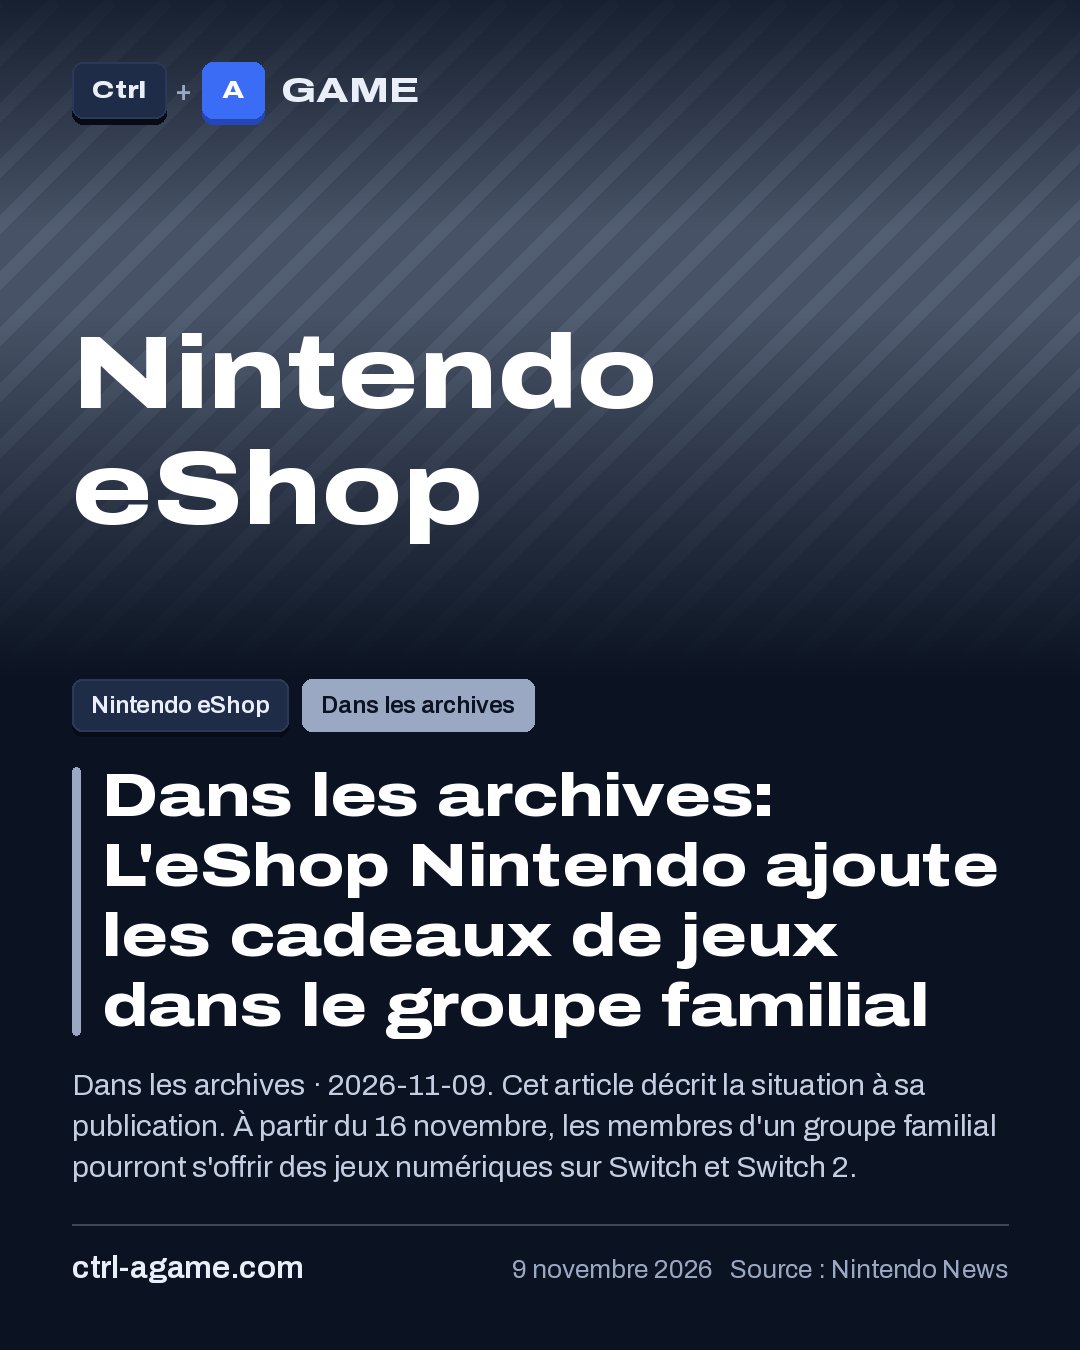 Ctrl + A GAME
Nintendo
eShop
Nintendo eShop Dans les archives
Dans les archives:
L'eShop Nintendo ajoute
les cadeaux de jeux
dans le groupe familial
Dans les archives · 2026-11-09. Cet article décrit la situation à sa
publication. À partir du 16 novembre, les membres d'un groupe familial
pourront s'offrir des jeux numériques sur Switch et Switch 2.
ctrl-agame.com 9 novembre 2026 Source : Nintendo News